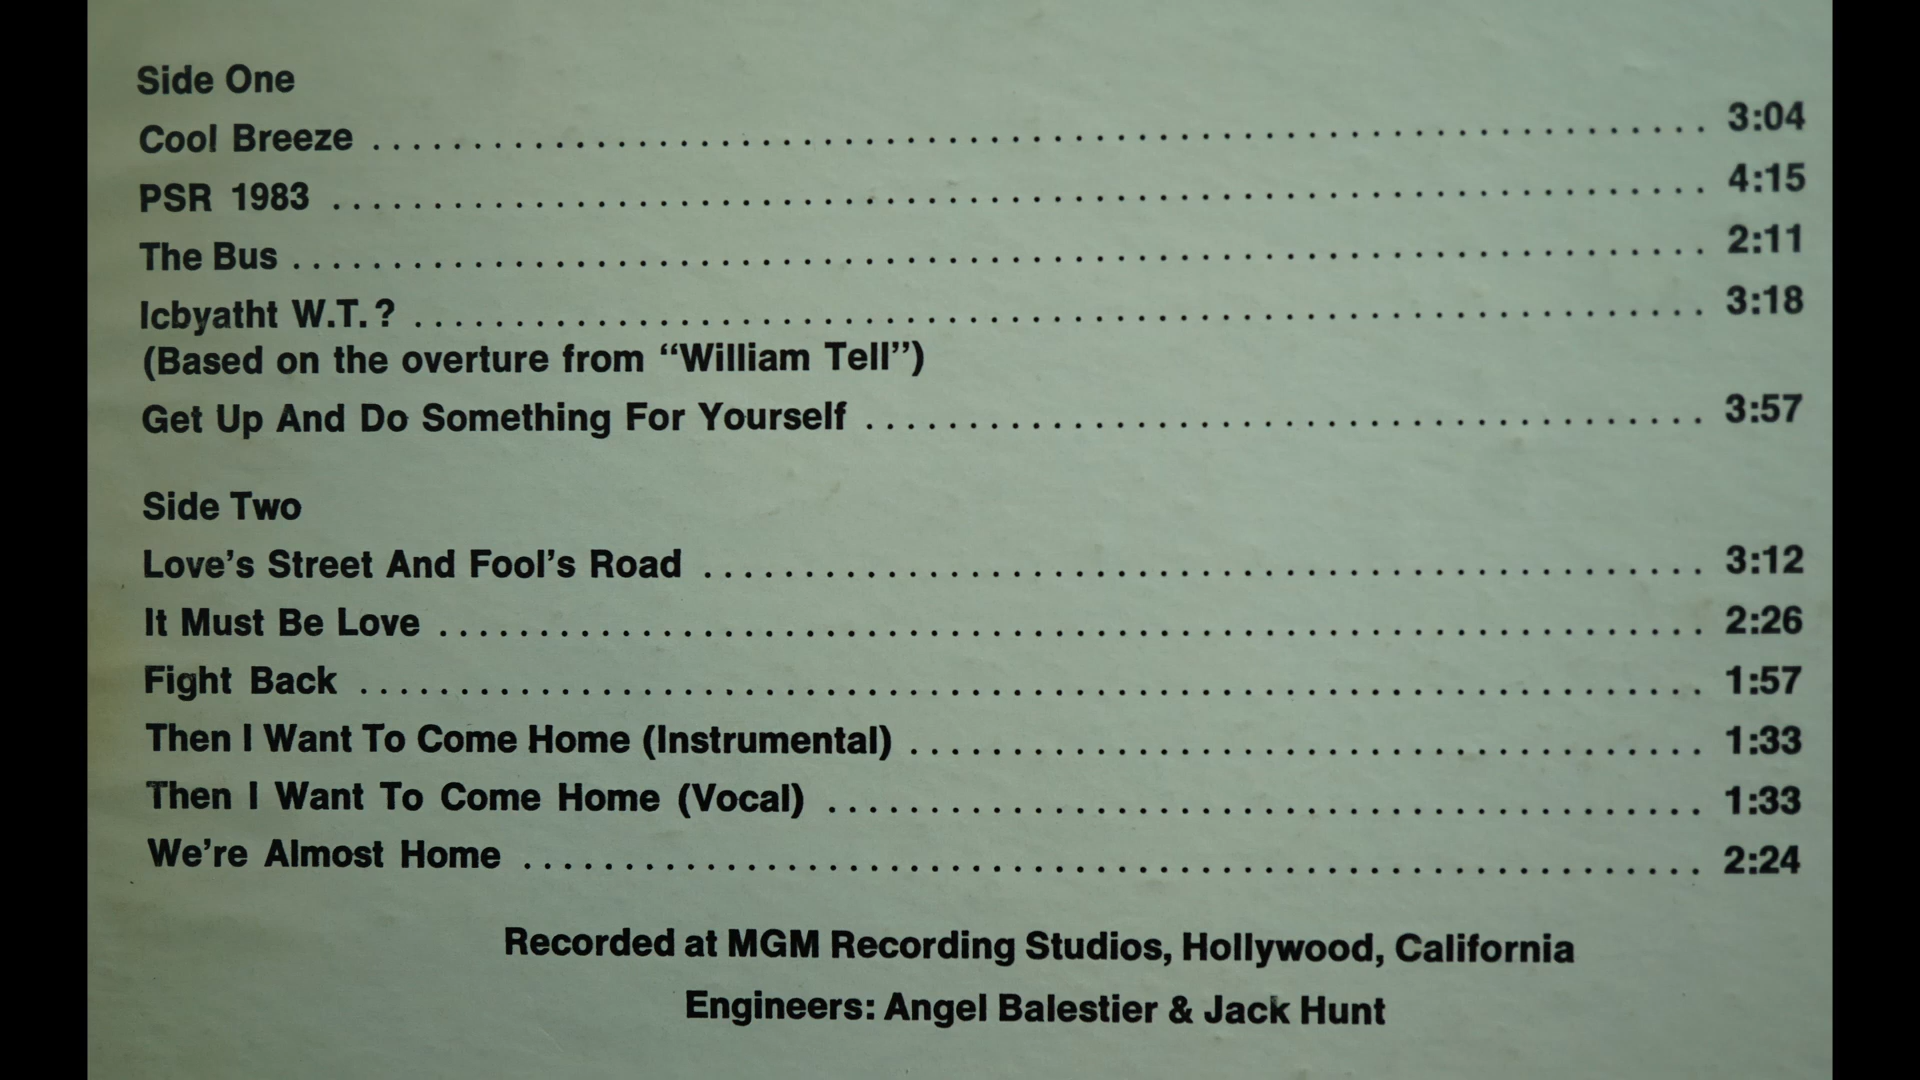 Side One
Cool Breeze ........................................ 3:04
PSR 1983 ........................................ 4:15
The Bus ........................................ 2:11
Icbyatht W.T.? ........................................ 3:18
(Based on the overture from “William Tell”)
Get Up And Do Something For Yourself ........................................ 3:57
Side Two
Love’s Street And Fool’s Road ........................................ 3:12
It Must Be Love ........................................ 2:26
Fight Back ........................................ 1:57
Then I Want To Come Home (Instrumental) ........................................ 1:33
Then I Want To Come Home (Vocal) ........................................ 1:33
We’re Almost Home ........................................ 2:24
Recorded at MGM Recording Studios, Hollywood, California
Engineers: Angel Balestier & Jack Hunt